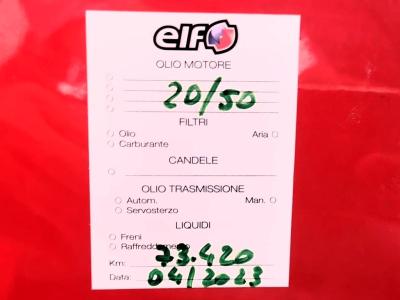 elf
OLIO MOTORE
20/50
FILTRI
Olio Aria
Carburante
CANDELE
OLIO TRASMISSIONE
Autom. Man.
Servosterzo
LIQUIDI
Freni
Raffreddamento
Km: 73.420
Data: 04/2023